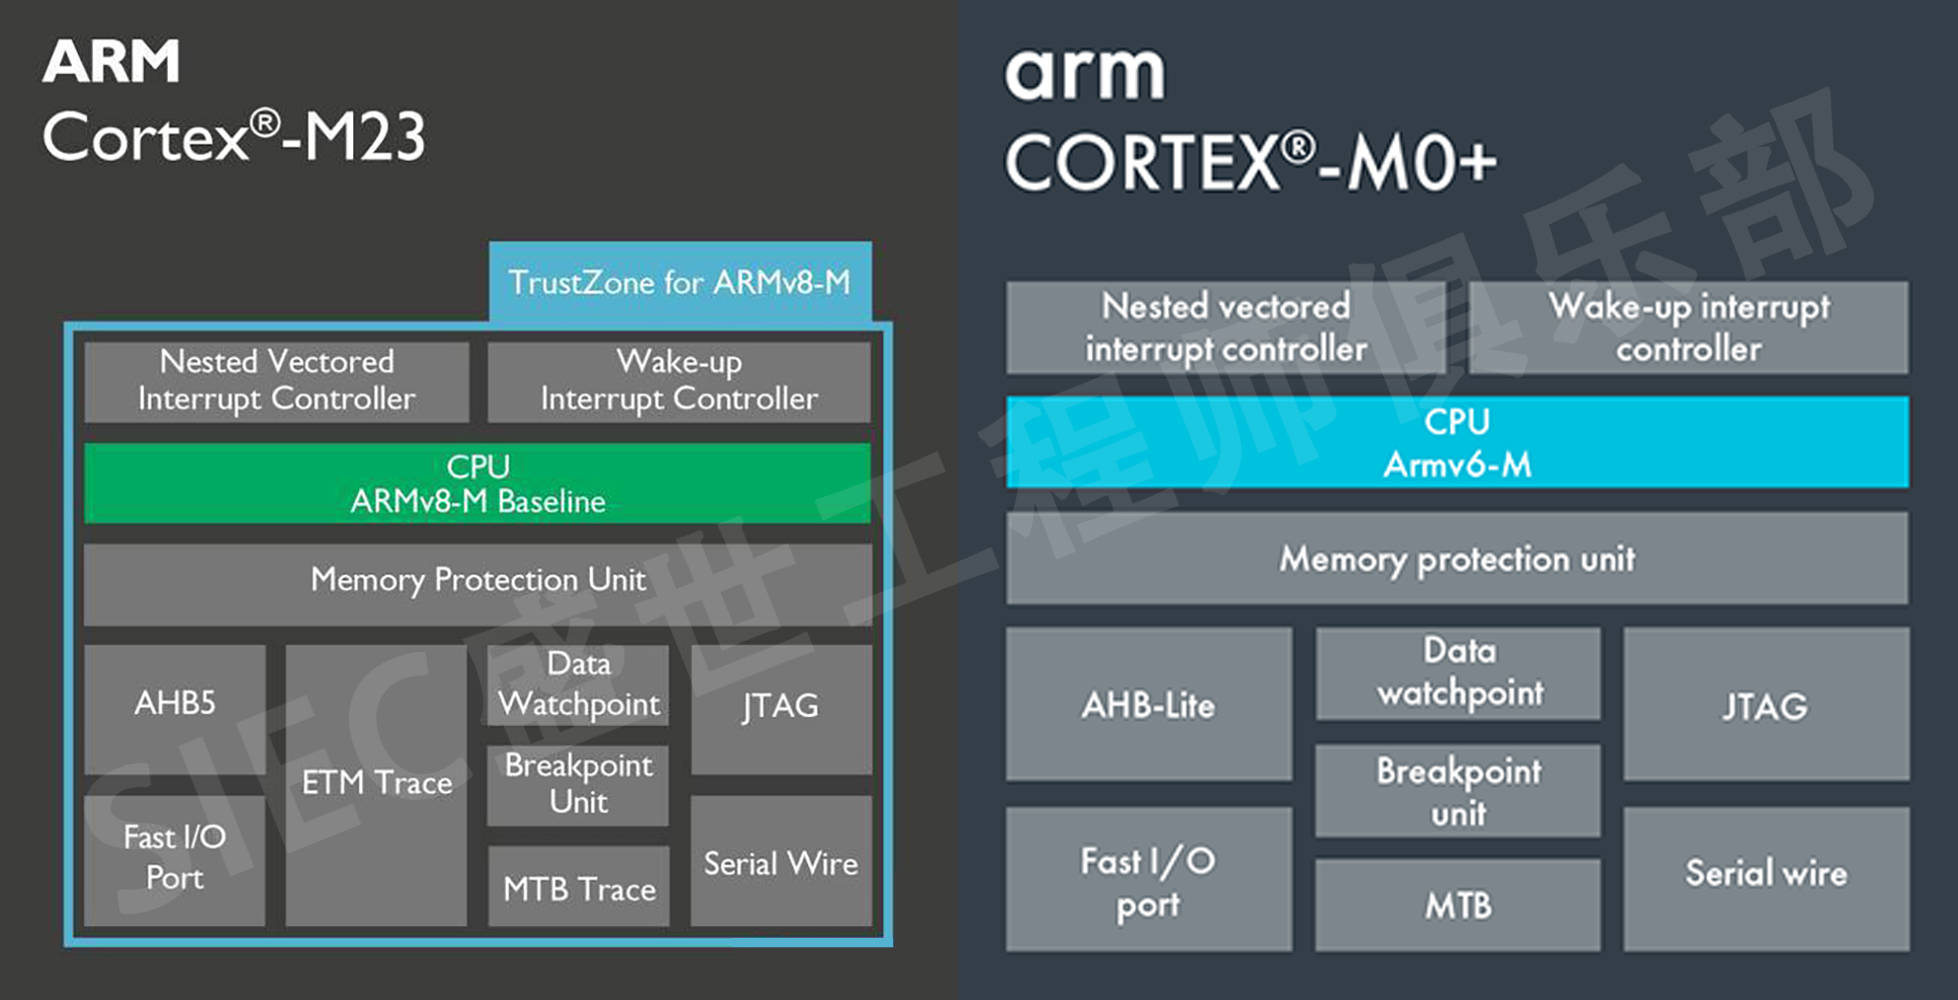 ARM
Cortex®-M23
TrustZone for ARMv8-M
Nested Vectored
Interrupt Controller
Wake-up
Interrupt Controller
CPU
ARMv8-M Baseline
Memory Protection Unit
AHB5
Fast I/O
Port
ETM Trace
Data
Watchpoint
Breakpoint
Unit
MTB Trace
JTAG
Serial Wire
arm
CORTEX®-M0+
Nested vectored
interrupt controller
Wake-up interrupt
controller
CPU
Armv6-M
Memory protection unit
AHB-Lite
Fast I/O
port
Data
watchpoint
Breakpoint
unit
MTB
JTAG
Serial wire
SIEC盛世工程师俱乐部